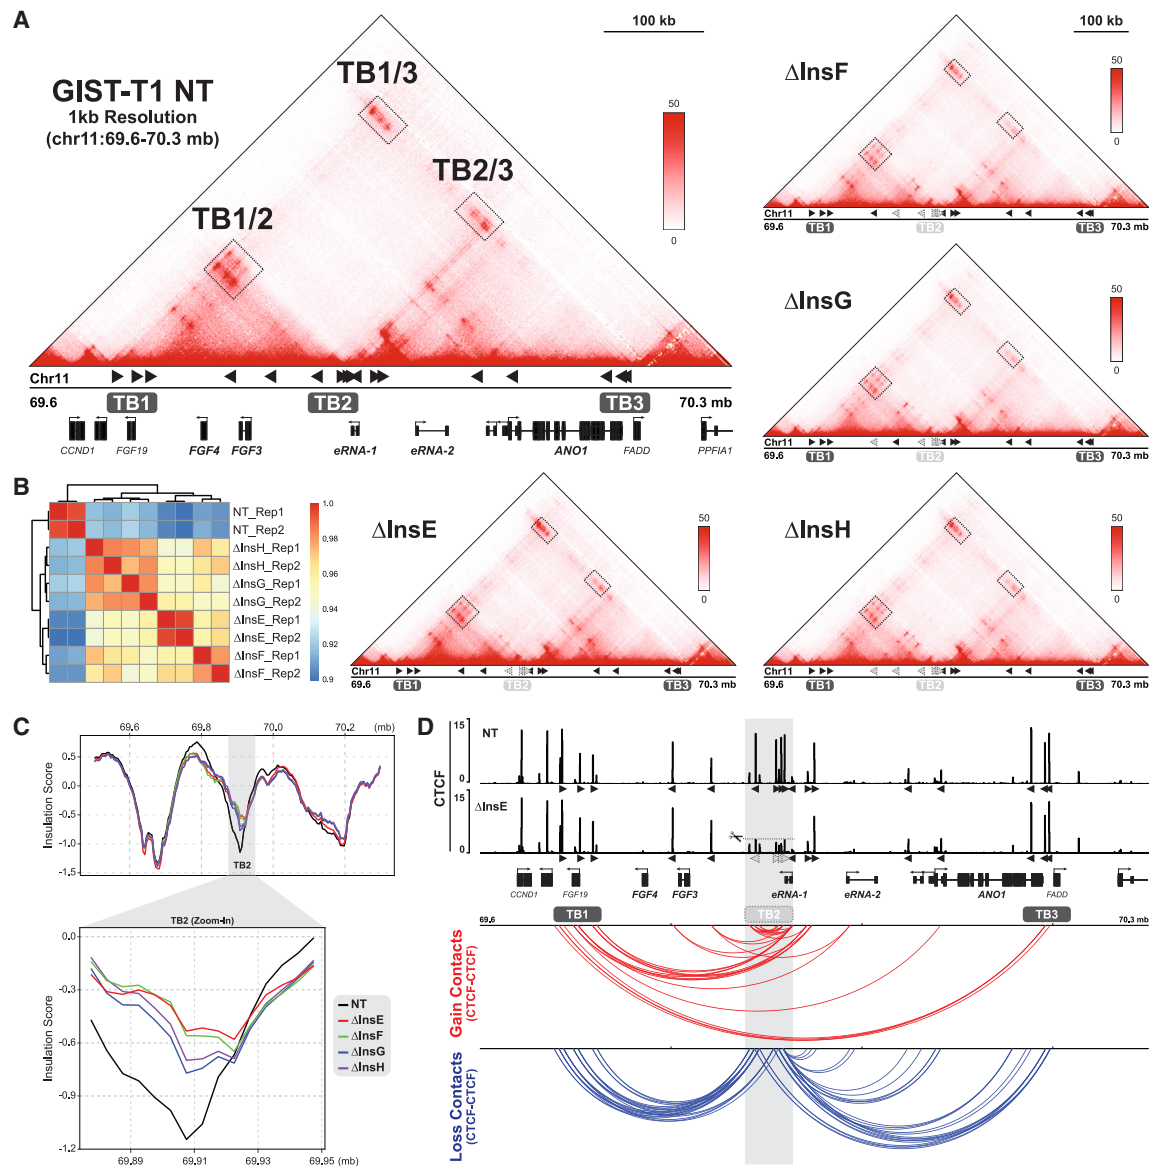 A
GIST-T1 NT
1kb Resolution
(chr11:69.6-70.3 mb)
TB1/3
TB2/3
TB1/2
100 kb
50
0
Chr11
69.6
TB1
TB2
TB3
70.3 mb
CCND1
FGF19
FGF4
FGF3
eRNA-1
eRNA-2
ANO1
FADD
PPFIA1
ΔInsF
100 kb
50
0
Chr11
69.6
TB1
TB2
TB3
70.3 mb
ΔInsG
50
0
Chr11
69.6
TB1
TB2
TB3
70.3 mb
B
NT_Rep1
NT_Rep2
ΔInsH_Rep1
ΔInsH_Rep2
ΔInsG_Rep1
ΔInsG_Rep2
ΔInsE_Rep1
ΔInsE_Rep2
ΔInsF_Rep1
ΔInsF_Rep2
1.0
0.98
0.96
0.94
0.92
0.9
ΔInsE
50
0
Chr11
69.6
TB1
TB2
TB3
70.3 mb
ΔInsH
50
0
Chr11
69.6
TB1
TB2
TB3
70.3 mb
C
69.6 69.8 70.0 70.2 (mb)
Insulation Score
0.5
0.0
-0.5
-1.0
-1.5
TB2
TB2 (Zoom-In)
Insulation Score
0.0
-0.3
-0.6
-0.9
-1.2
69.89 69.91 69.93 69.95 (mb)
NT
ΔInsE
ΔInsF
ΔInsG
ΔInsH
D
CTCF
15
NT
0
15
ΔInsE
0
CCND1
FGF19
FGF4
FGF3
eRNA-1
eRNA-2
ANO1
FADD
69.6
TB1
TB2
TB3
70.3 mb
Gain Contacts
(CTCF-CTCF)
Loss Contacts
(CTCF-CTCF)